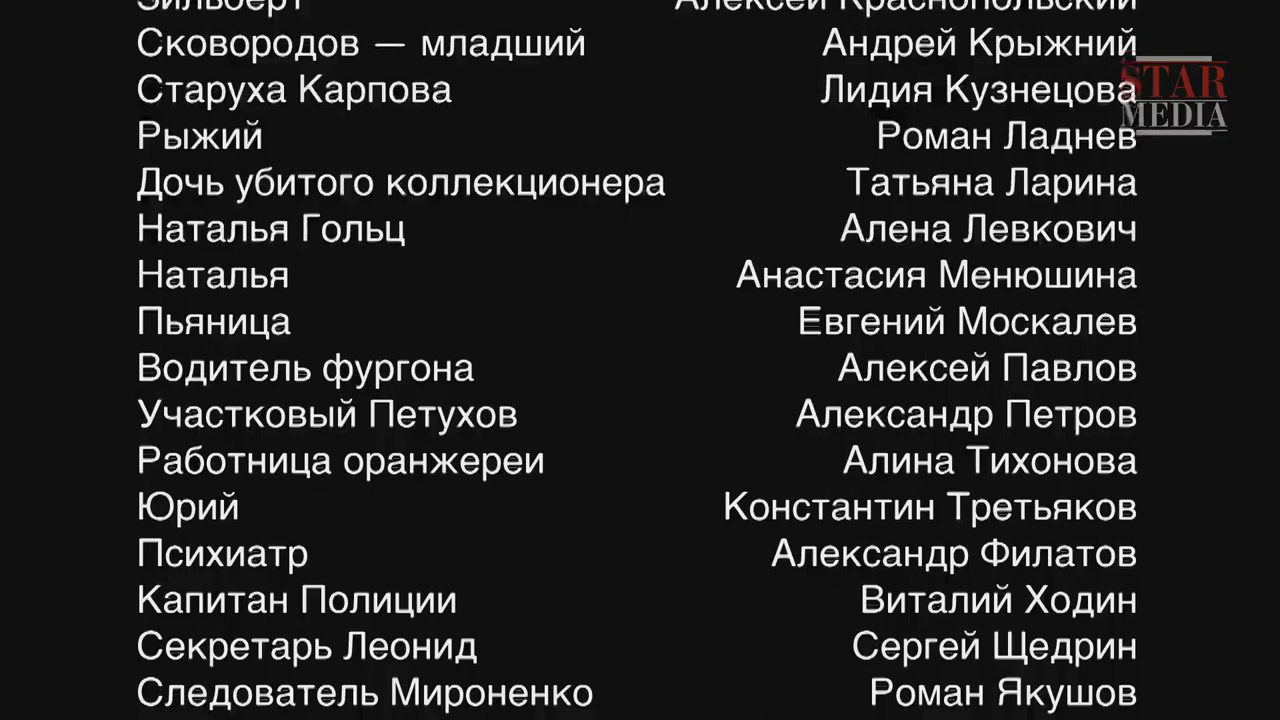 Зильберт Алексей Краснопольский
Сковородов — младший Андрей Крыжний
Старуха Карпова Лидия Кузнецова
Рыжий Роман Ладнев
Дочь убитого коллекционера Татьяна Ларина
Наталья Гольц Алена Левкович
Наталья Анастасия Менюшина
Пьяница Евгений Москалев
Водитель фургона Алексей Павлов
Участковый Петухов Александр Петров
Работница оранжереи Алина Тихонова
Юрий Константин Третьяков
Психиатр Александр Филатов
Капитан Полиции Виталий Ходин
Секретарь Леонид Сергей Щедрин
Следователь Мироненко Роман Якушов
STAR
MEDIA